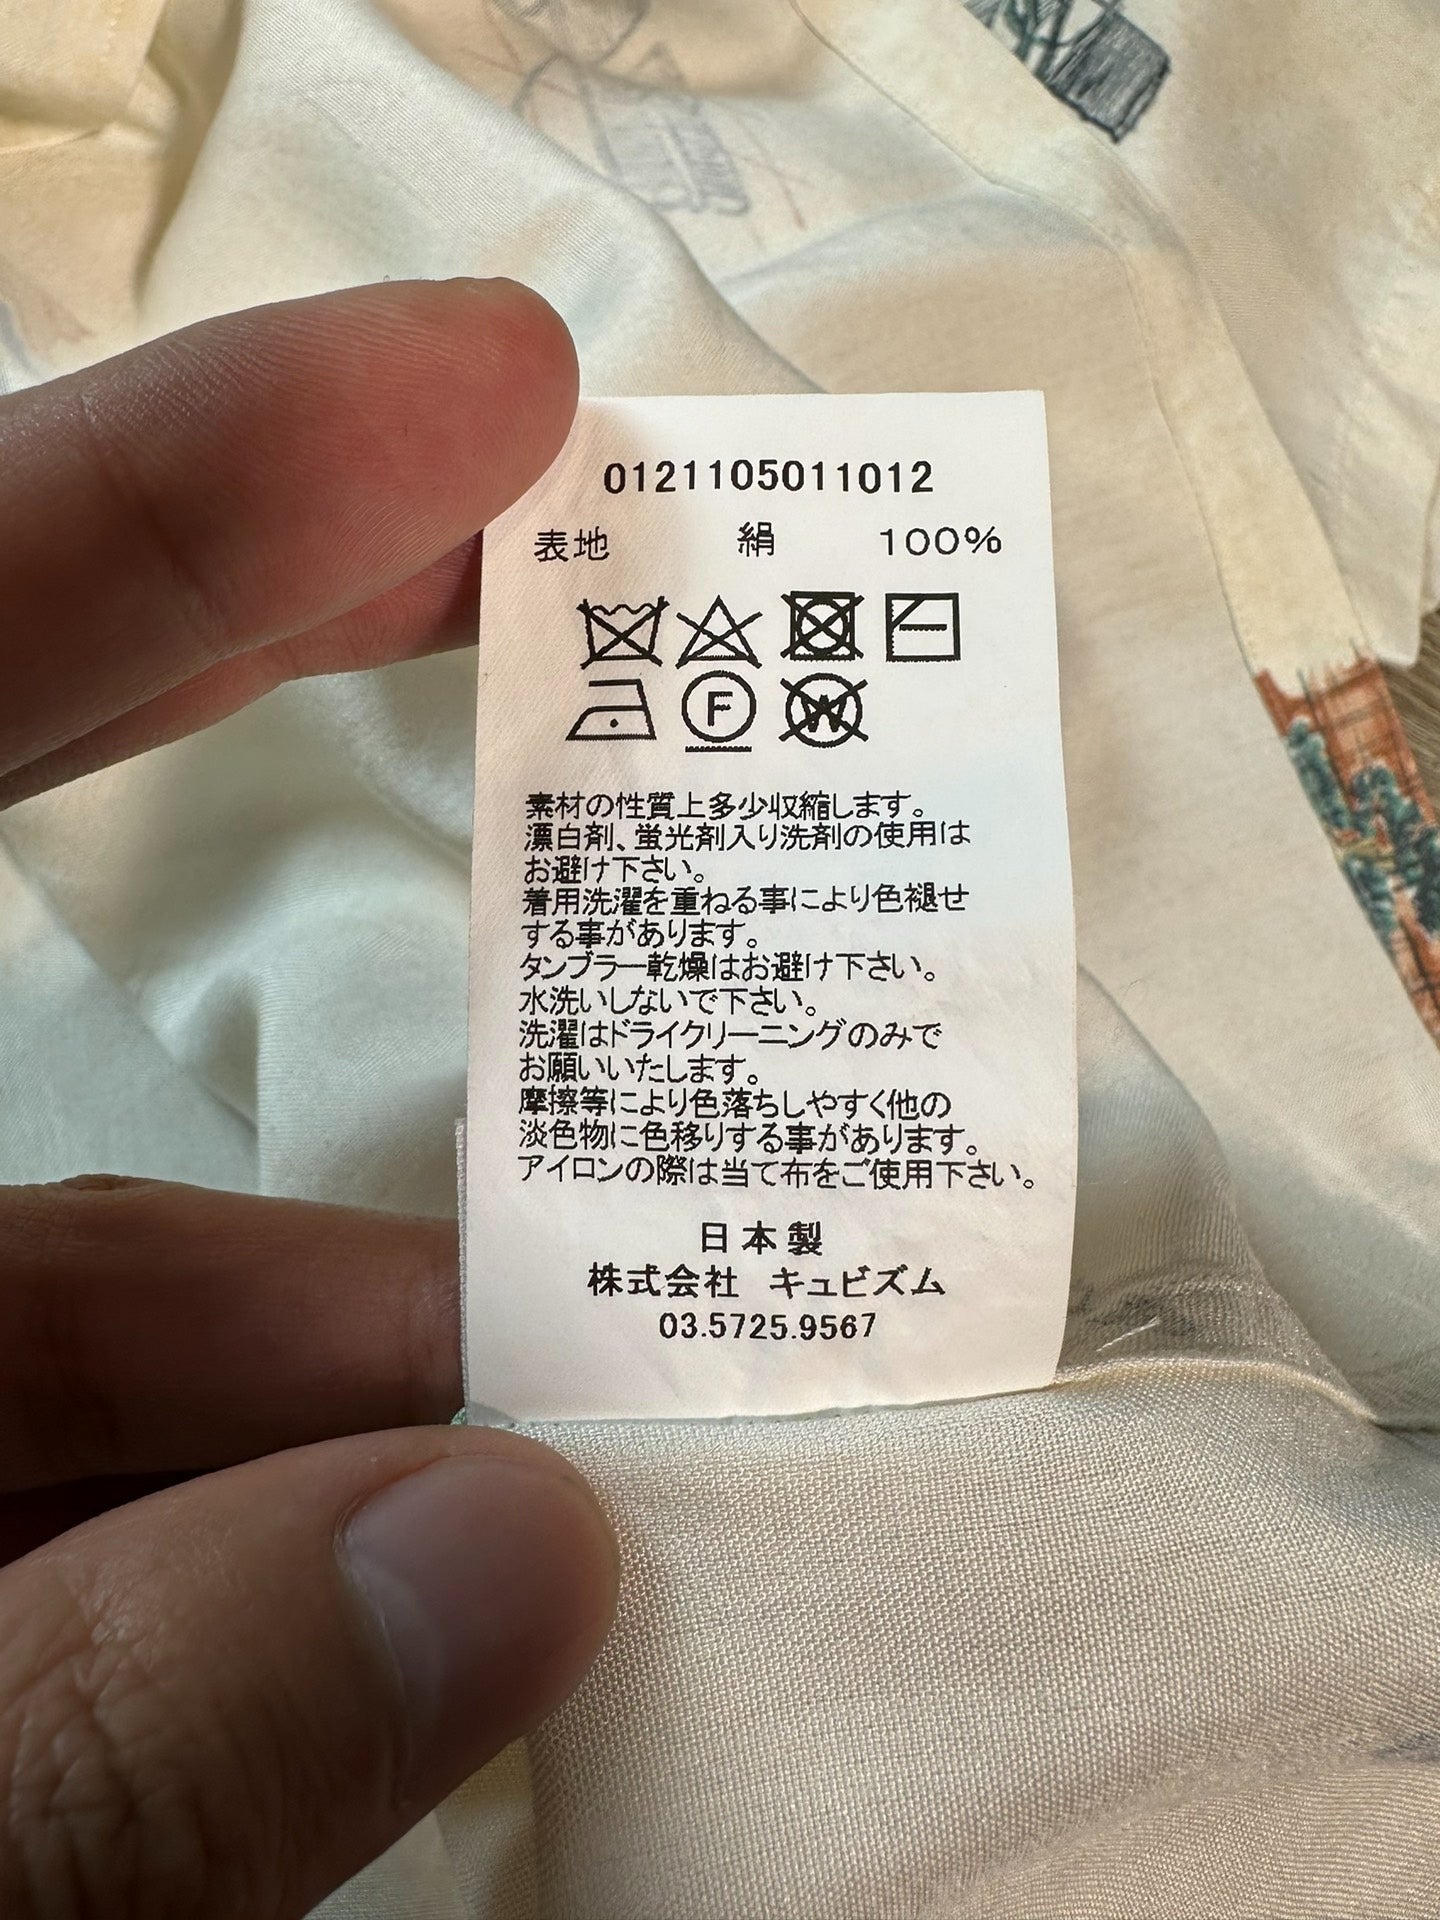 0121105011012
表地 絹 100%
F W
素材の性質上多少収縮します。
漂白剤、蛍光剤入り洗剤の使用は
お避け下さい。
着用洗濯を重ねる事により色褪せ
する事があります。
タンブラー乾燥はお避け下さい。
水洗いしないで下さい。
洗濯はドライクリーニングのみで
お願いいたします。
摩擦等により色落ちしやすく他の
淡色物に色移りする事があります。
アイロンの際は当て布をご使用下さい。
日本製
株式会社 キュビズム
03.5725.9567